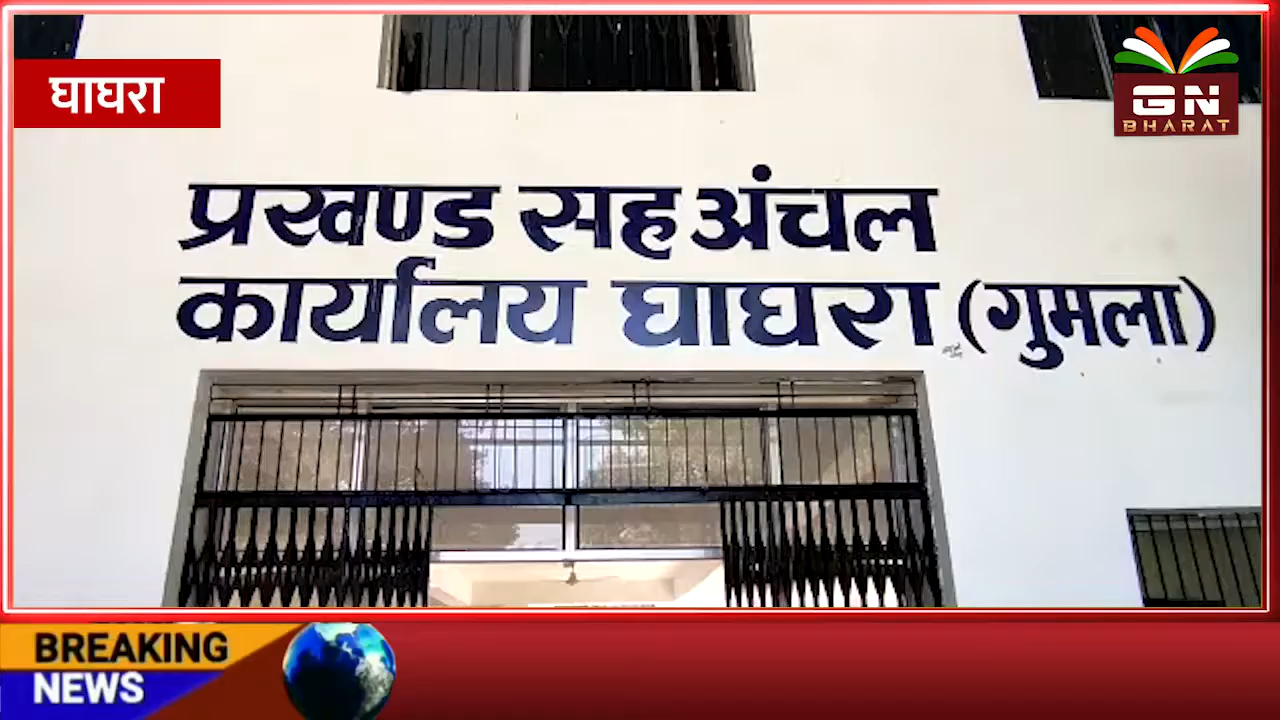 घाघरा
GN
BHARAT
प्रखण्ड सह अंचल
कार्यालय घाघरा (गुमला)
BREAKING
NEWS